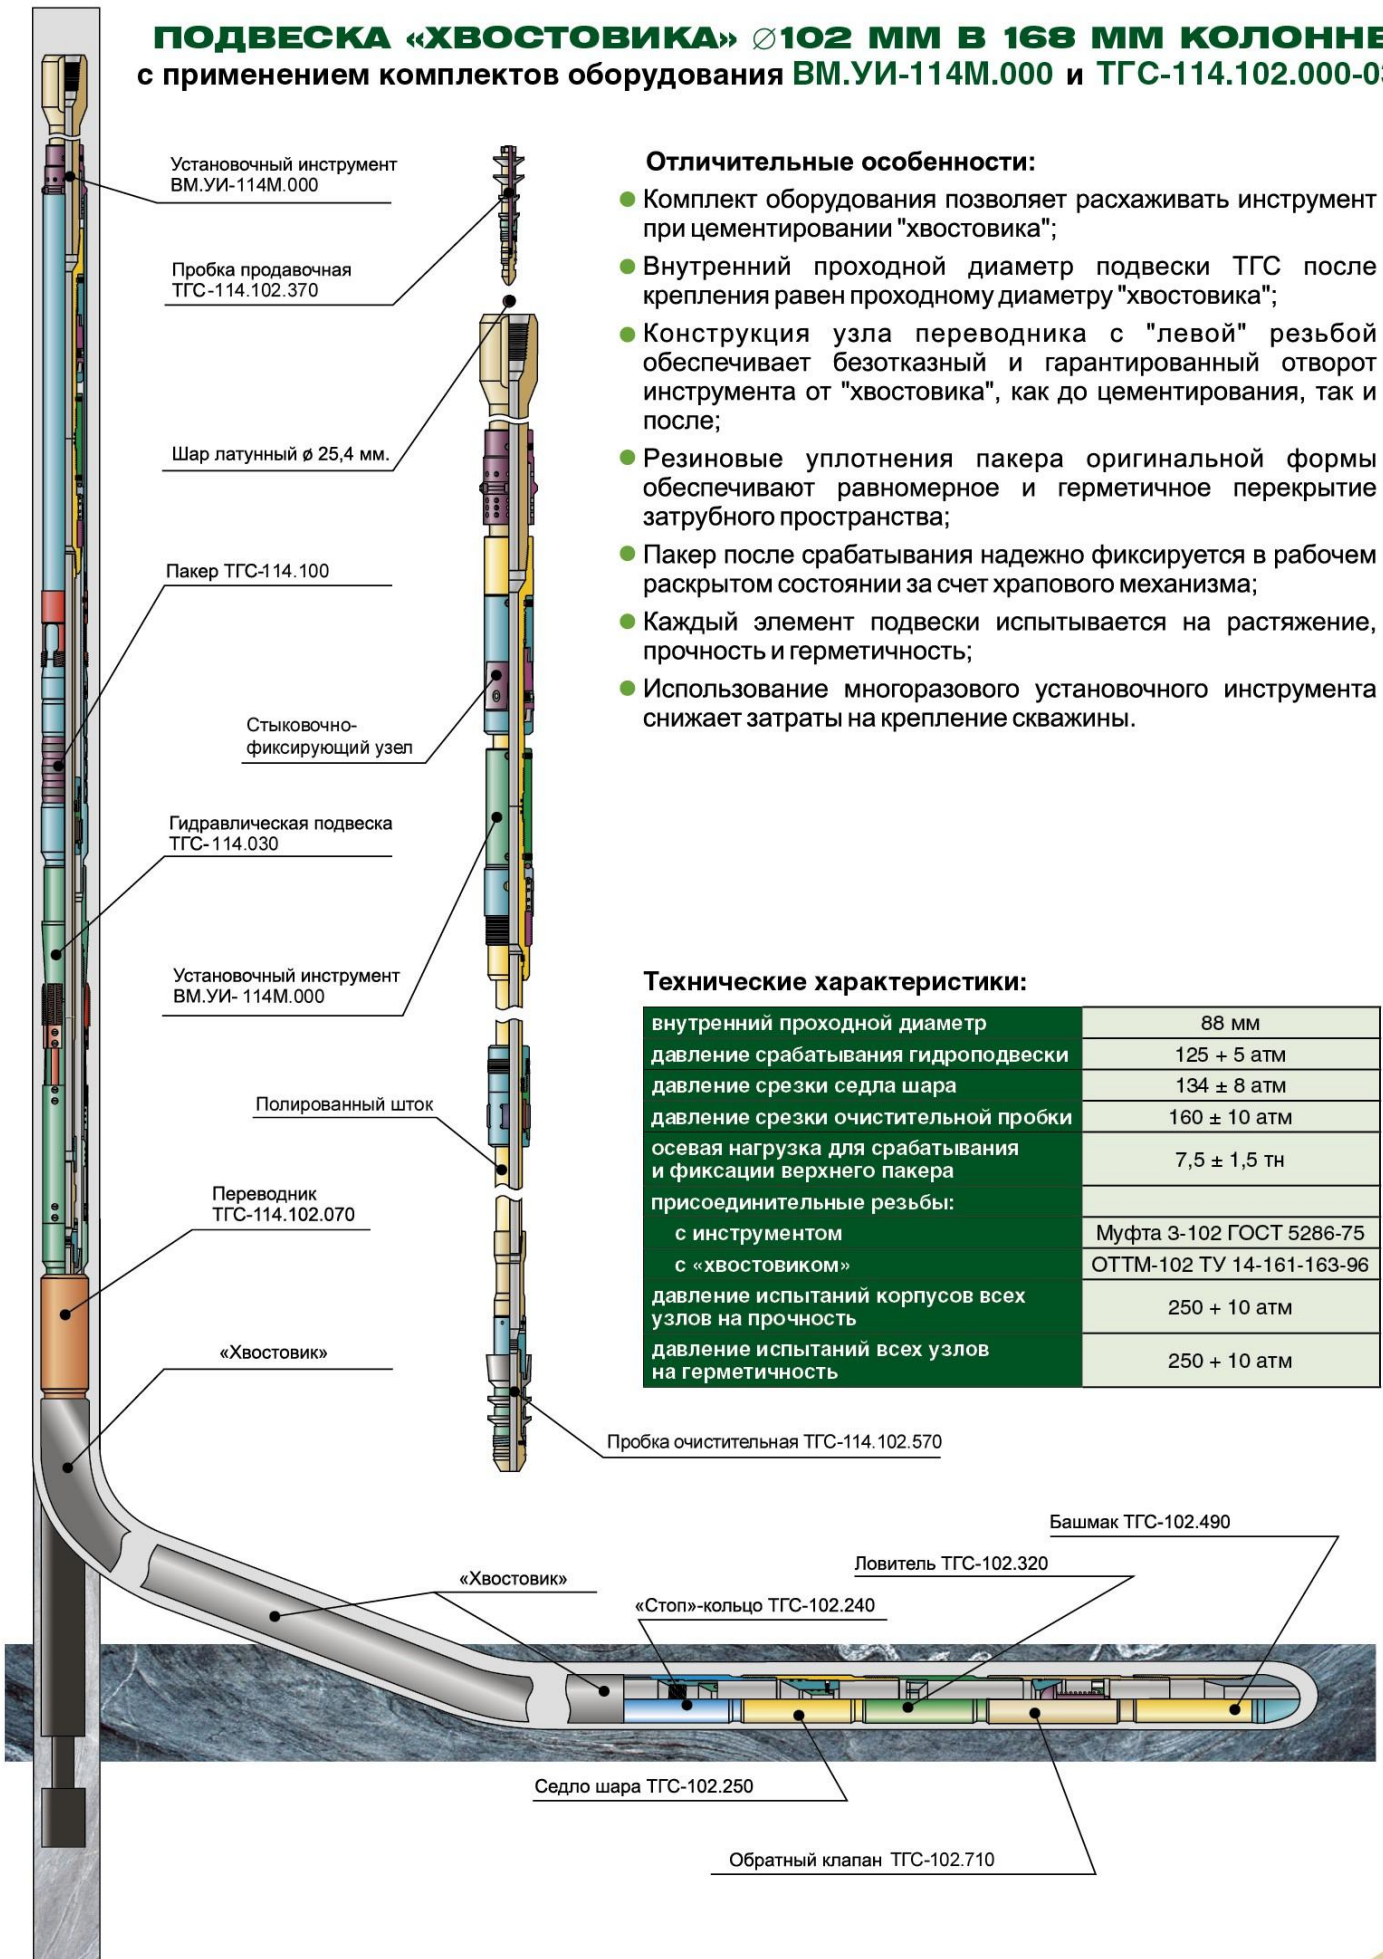 ПОДВЕСКА «ХВОСТОВИКА» ∅102 ММ В 168 ММ КОЛОННЕ
с применением комплектов оборудования ВМ.УИ-114М.000 и ТГС-114.102.000-03
Установочный инструмент
ВМ.УИ-114М.000
Пробка продавочная
ТГС-114.102.370
Шар латунный ø 25,4 мм.
Пакер ТГС-114.100
Стыковочно-
фиксирующий узел
Гидравлическая подвеска
ТГС-114.030
Установочный инструмент
ВМ.УИ- 114М.000
Полированный шток
Переводник
ТГС-114.102.070
«Хвостовик»
Пробка очистительная ТГС-114.102.570
Отличительные особенности:
Комплект оборудования позволяет расхаживать инструмент
при цементировании "хвостовика";
Внутренний проходной диаметр подвески ТГС после
крепления равен проходному диаметру "хвостовика";
Конструкция узла переводника с "левой" резьбой
обеспечивает безотказный и гарантированный отворот
инструмента от "хвостовика", как до цементирования, так и
после;
Резиновые уплотнения пакера оригинальной формы
обеспечивают равномерное и герметичное перекрытие
затрубного пространства;
Пакер после срабатывания надежно фиксируется в рабочем
раскрытом состоянии за счет храпового механизма;
Каждый элемент подвески испытывается на растяжение,
прочность и герметичность;
Использование многоразового установочного инструмента
снижает затраты на крепление скважины.
Технические характеристики:
внутренний проходной диаметр 88 мм
давление срабатывания гидроподвески 125 + 5 атм
давление срезки седла шара 134 ± 8 атм
давление срезки очистительной пробки 160 ± 10 атм
осевая нагрузка для срабатывания
и фиксации верхнего пакера 7,5 ± 1,5 тн
присоединительные резьбы:
с инструментом Муфта З-102 ГОСТ 5286-75
с «хвостовиком» ОТТМ-102 ТУ 14-161-163-96
давление испытаний корпусов всех
узлов на прочность 250 + 10 атм
давление испытаний всех узлов
на герметичность 250 + 10 атм
Башмак ТГС-102.490
Ловитель ТГС-102.320
«Хвостовик»
«Стоп»-кольцо ТГС-102.240
Седло шара ТГС-102.250
Обратный клапан ТГС-102.710